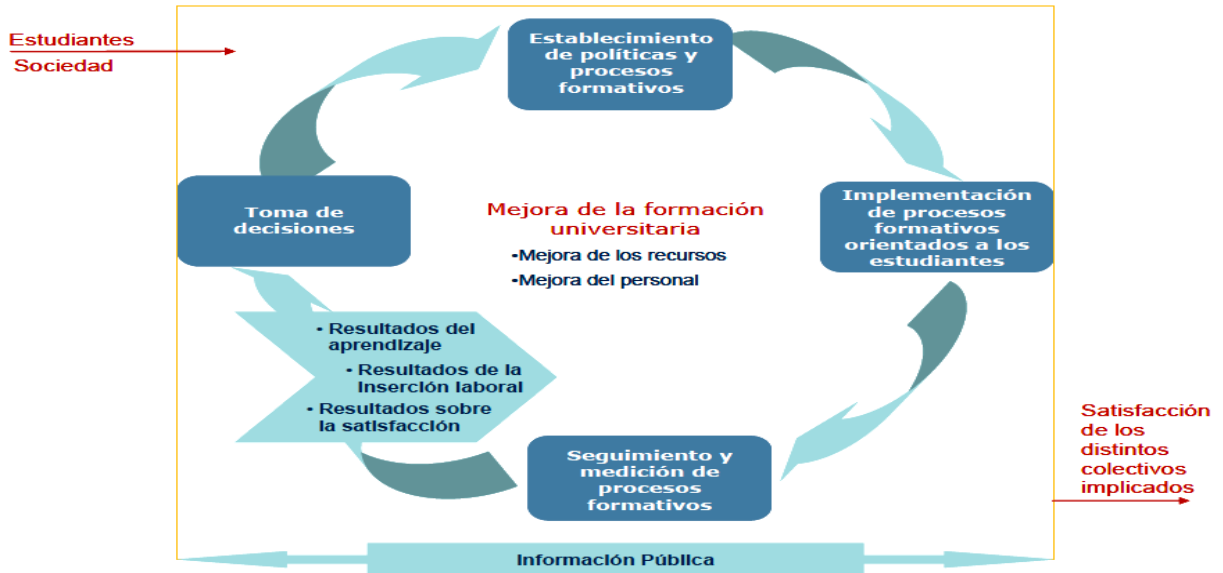 Estudiantes
Sociedad
Establecimiento
de políticas y
procesos
formativos
Toma de
decisiones
Mejora de la formación
universitaria
•Mejora de los recursos
•Mejora del personal
Implementación
de procesos
formativos
orientados a los
estudiantes
• Resultados del
aprendizaje
• Resultados de la
inserción laboral
• Resultados sobre
la satisfacción
Seguimiento y
medición de
procesos
formativos
Satisfacción
de los
distintos
colectivos
implicados
Información Pública